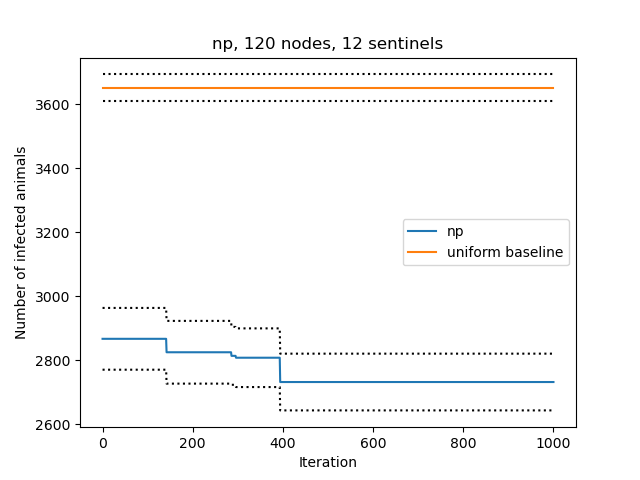 np, 120 nodes, 12 sentinels
Number of infected animals
3600
3400
3200
3000
2800
2600
np
uniform baseline
0 200 400 600 800 1000
Iteration